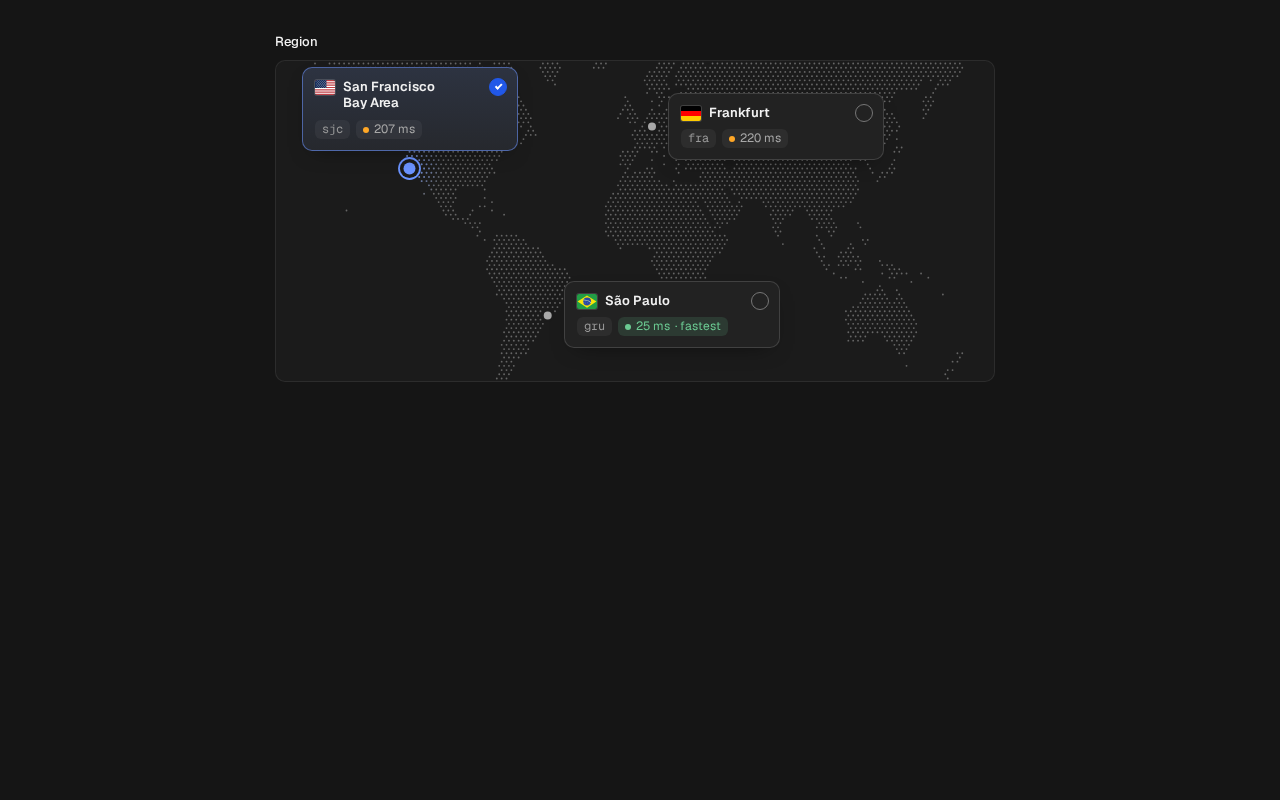 Region
San Francisco
Bay Area
sjc 207 ms
Frankfurt
fra 220 ms
São Paulo
gru 25 ms · fastest